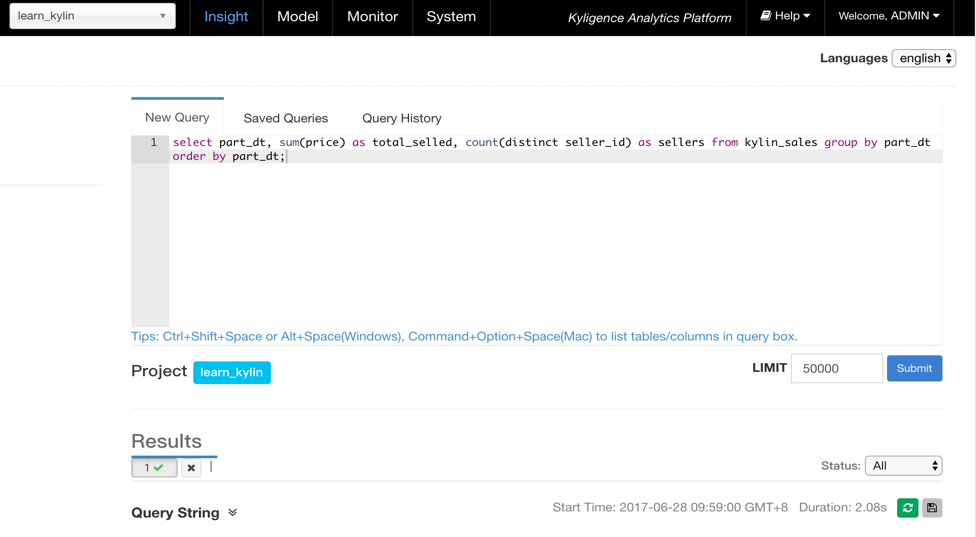 learn_kylin Insight Model Monitor System Kyligence Analytics Platform Help Welcome, ADMIN
Languages english
New Query Saved Queries Query History
1 select part_dt, sum(price) as total_selled, count(distinct seller_id) as sellers from kylin_sales group by part_dt
order by part_dt;
Tips: Ctrl+Shift+Space or Alt+Space(Windows), Command+Option+Space(Mac) to list tables/columns in query box.
Project learn_kylin LIMIT 50000 Submit
Results
1 Status: All
Query String Start Time: 2017-06-28 09:59:00 GMT+8 Duration: 2.08s